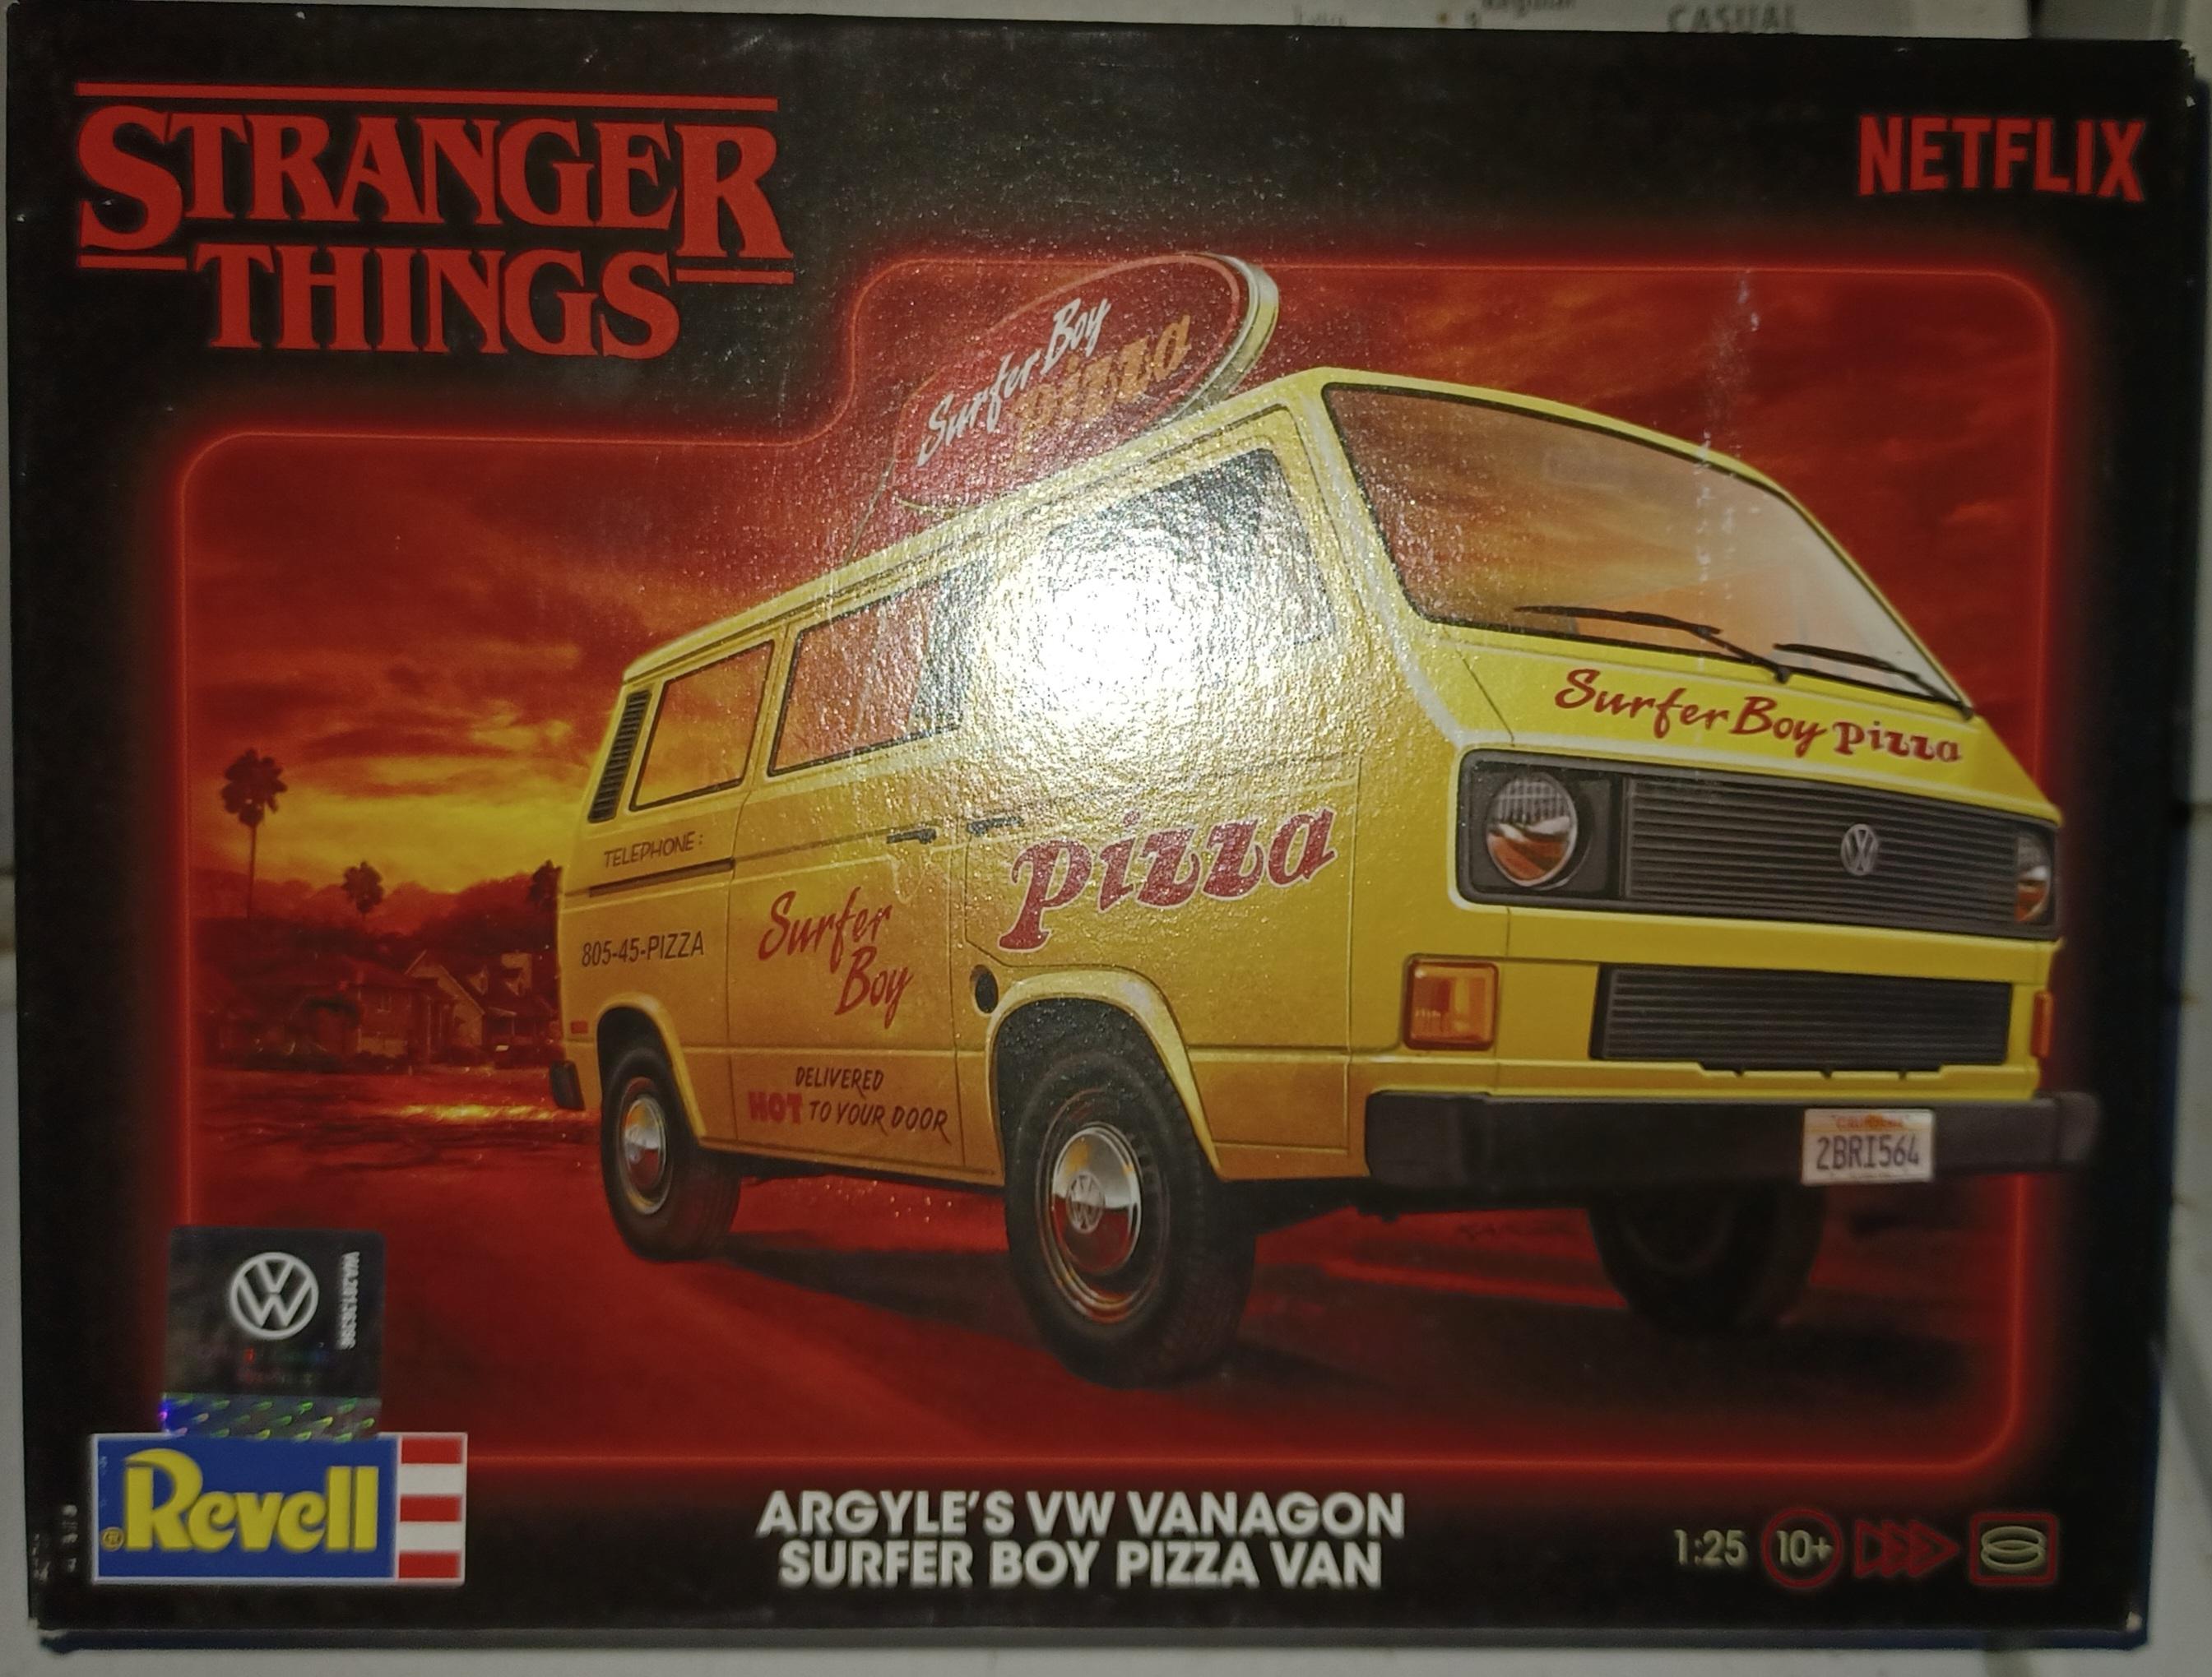 CASUAL
STRANGER
THINGS
NETFLIX
Surfer Boy
pizza
Surfer Boy pizza
TELEPHONE:
805-45-PIZZA
Surfer
Boy
pizza
DELIVERED
HOT TO YOUR DOOR
2BRI564
Revell
ARGYLE'S VW VANAGON
SURFER BOY PIZZA VAN
1:25 10+